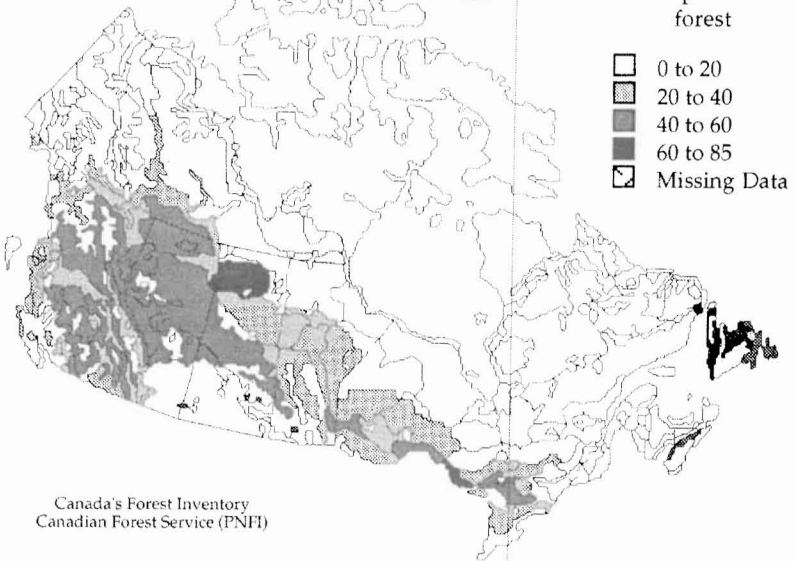 forest
0 to 20
20 to 40
40 to 60
60 to 85
Missing Data
Canada's Forest Inventory
Canadian Forest Service (PNFI)